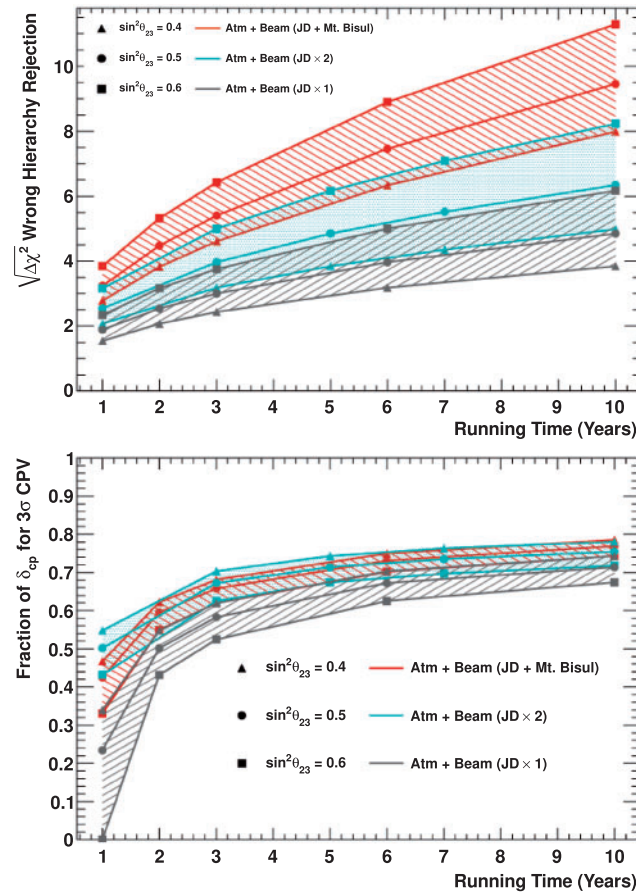 sin²θ₂₃ = 0.4 Atm + Beam (JD + Mt. Bisul)
sin²θ₂₃ = 0.5 Atm + Beam (JD × 2)
sin²θ₂₃ = 0.6 Atm + Beam (JD × 1)
√Δχ² Wrong Hierarchy Rejection
10
8
6
4
2
0
1 2 3 4 5 6 7 8 9 10
Running Time (Years)
Fraction of δcp for 3σ CPV
1
0.9
0.8
0.7
0.6
0.5
0.4
0.3
0.2
0.1
0
sin²θ₂₃ = 0.4 Atm + Beam (JD + Mt. Bisul)
sin²θ₂₃ = 0.5 Atm + Beam (JD × 2)
sin²θ₂₃ = 0.6 Atm + Beam (JD × 1)
1 2 3 4 5 6 7 8 9 10
Running Time (Years)